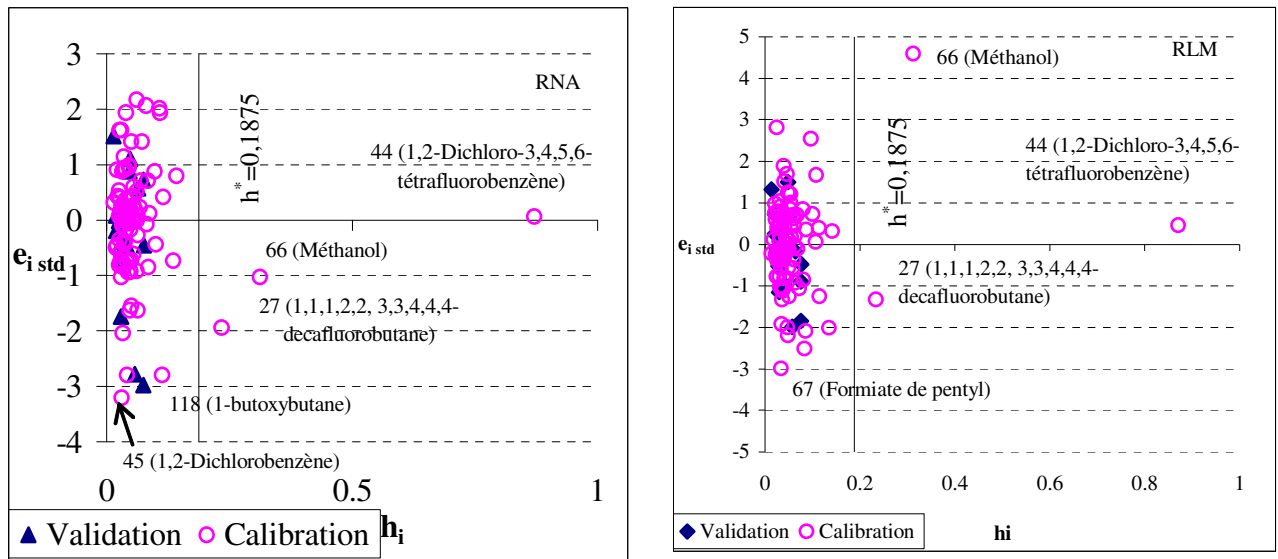 3
2
1
0
-1
-2
-3
-4
e i std
RNA
h*=0,1875
44 (1,2-Dichloro-3,4,5,6-
tétrafluorobenzène)
66 (Méthanol)
27 (1,1,1,2,2, 3,3,4,4,4-
decafluorobutane)
118 (1-butoxybutane)
45 (1,2-Dichlorobenzène)
0
0.5
1
hi
Validation
Calibration
5
4
3
2
1
0
-1
-2
-3
-4
-5
e i std
RLM
66 (Méthanol)
h*=0,1875
44 (1,2-Dichloro-3,4,5,6-
tétrafluorobenzène)
27 (1,1,1,2,2, 3,3,4,4,4-
decafluorobutane)
67 (Formiate de pentyl)
0
0.2
0.4
0.6
0.8
1
Validation
Calibration
hi